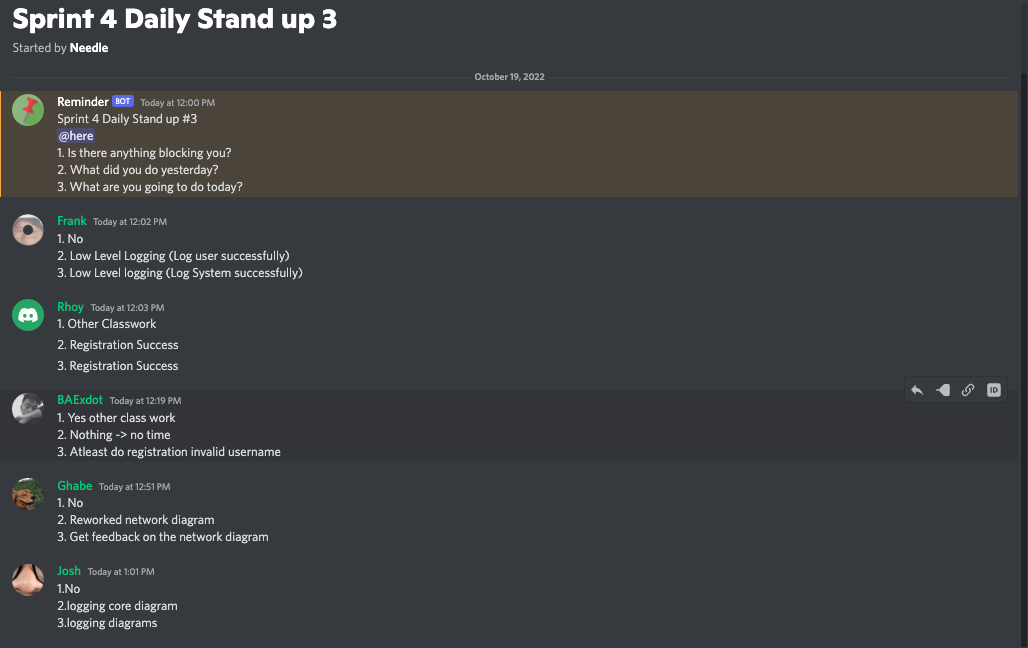 Sprint 4 Daily Stand up 3
Started by Needle
October 19, 2022
Reminder BOT Today at 12:00 PM
Sprint 4 Daily Stand up #3
@here
1. Is there anything blocking you?
2. What did you do yesterday?
3. What are you going to do today?
Frank Today at 12:02 PM
1. No
2. Low Level Logging (Log user successfully)
3. Low Level logging (Log System successfully)
Rhoy Today at 12:03 PM
1. Other Classwork
2. Registration Success
3. Registration Success
BAExdot Today at 12:19 PM
1. Yes other class work
2. Nothing -> no time
3. Atleast do registration invalid username
ID
Ghabe Today at 12:51 PM
1. No
2. Reworked network diagram
3. Get feedback on the network diagram
Josh Today at 1:01 PM
1.No
2.logging core diagram
3.logging diagrams